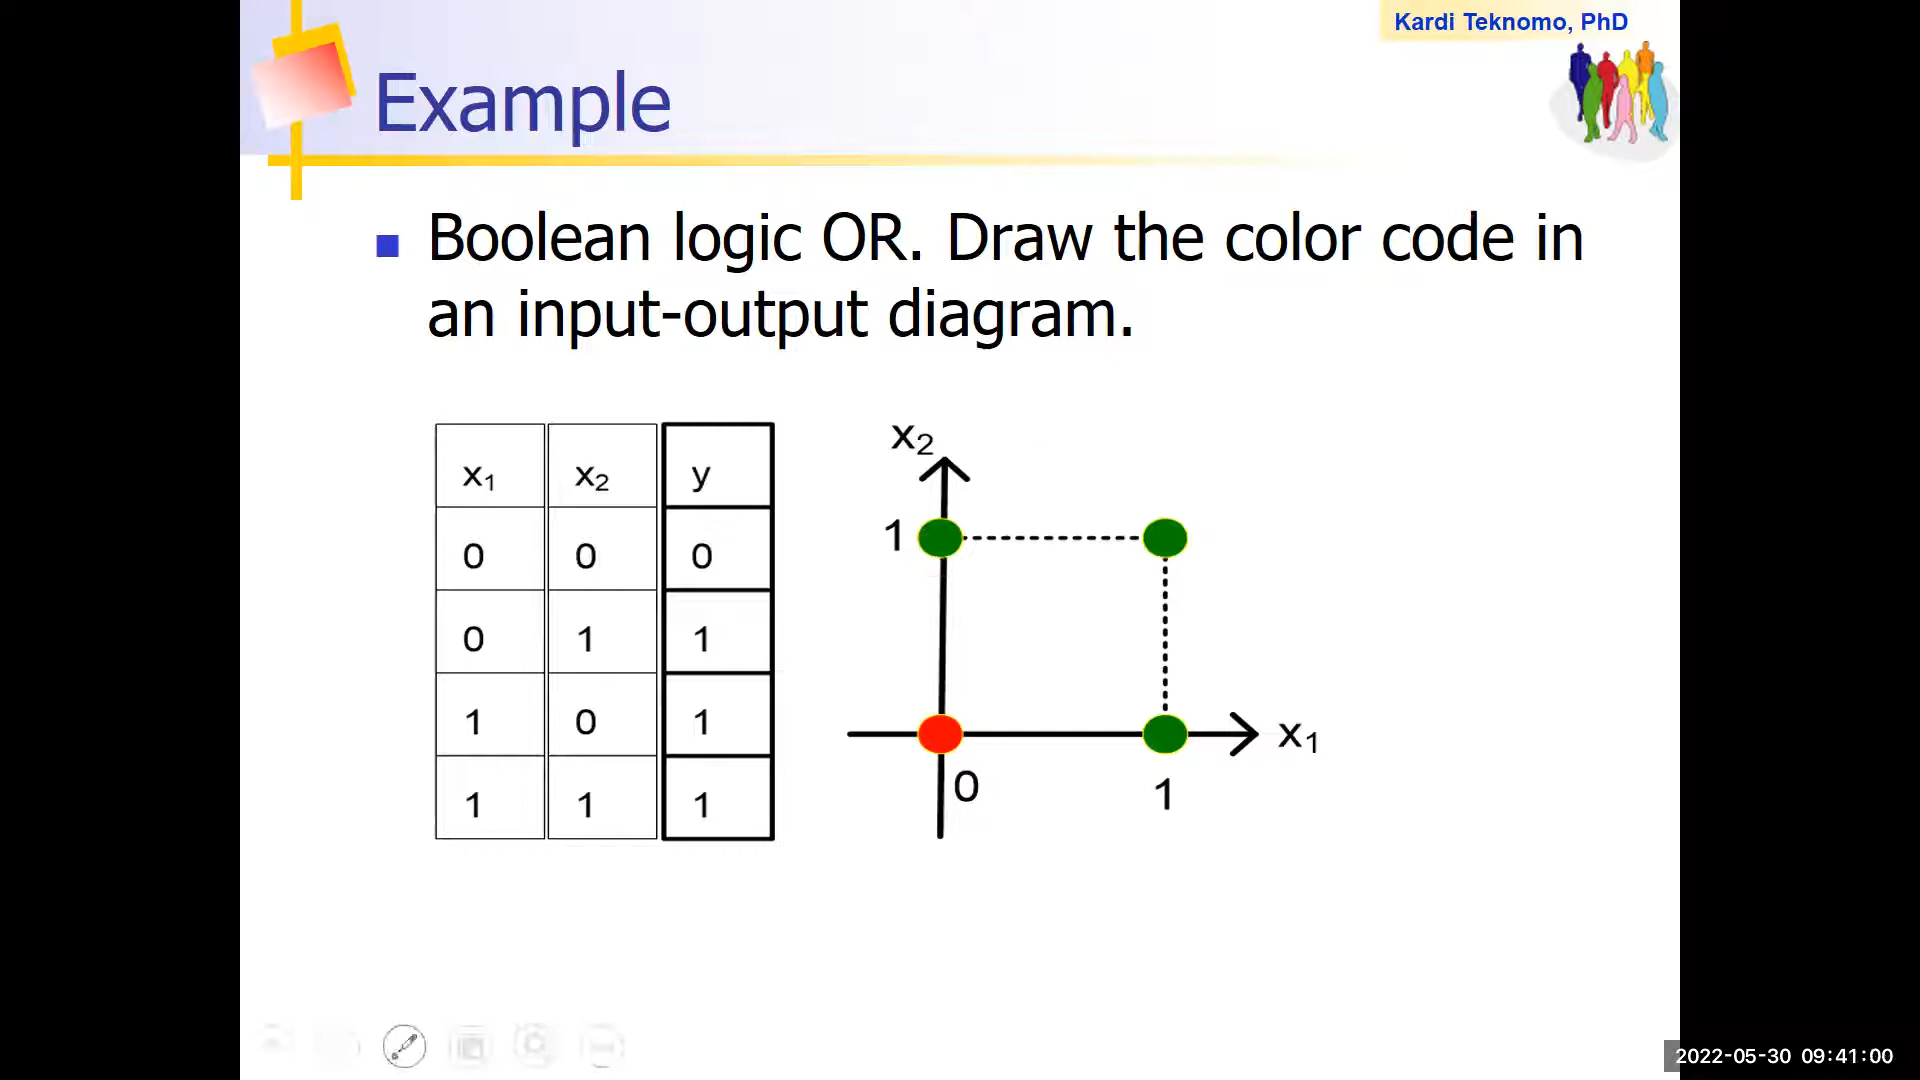 Kardi Teknomo, PhD
Example
Boolean logic OR. Draw the color code in
an input-output diagram.
x₁ x₂ y
0 0 0
0 1 1
1 0 1
1 1 1
x₂
1
x₁
0
1
2022-05-30 09:41:00